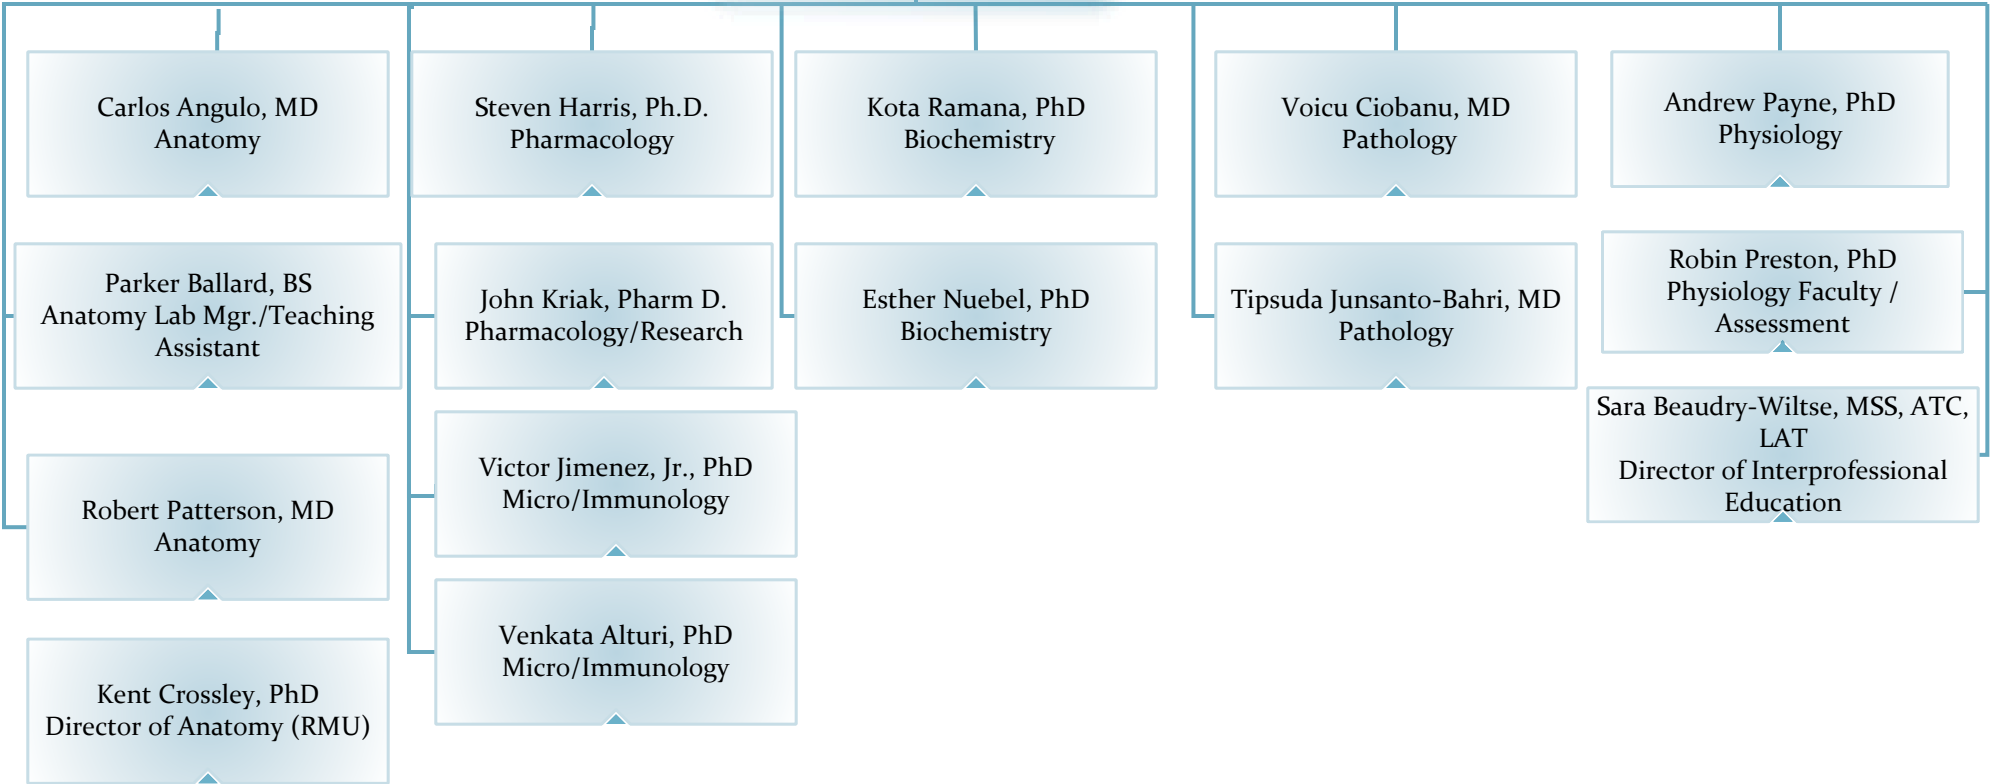 Carlos Angulo, MD
Anatomy
Steven Harris, Ph.D.
Pharmacology
Kota Ramana, PhD
Biochemistry
Voicu Ciobanu, MD
Pathology
Andrew Payne, PhD
Physiology
Parker Ballard, BS
Anatomy Lab Mgr./Teaching
Assistant
John Kriak, Pharm D.
Pharmacology/Research
Esther Nuebel, PhD
Biochemistry
Tipsuda Junsanto-Bahri, MD
Pathology
Robin Preston, PhD
Physiology Faculty /
Assessment
Robert Patterson, MD
Anatomy
Victor Jimenez, Jr., PhD
Micro/Immunology
Sara Beaudry-Wiltse, MSS, ATC,
LAT
Director of Interprofessional
Education
Kent Crossley, PhD
Director of Anatomy (RMU)
Venkata Alturi, PhD
Micro/Immunology